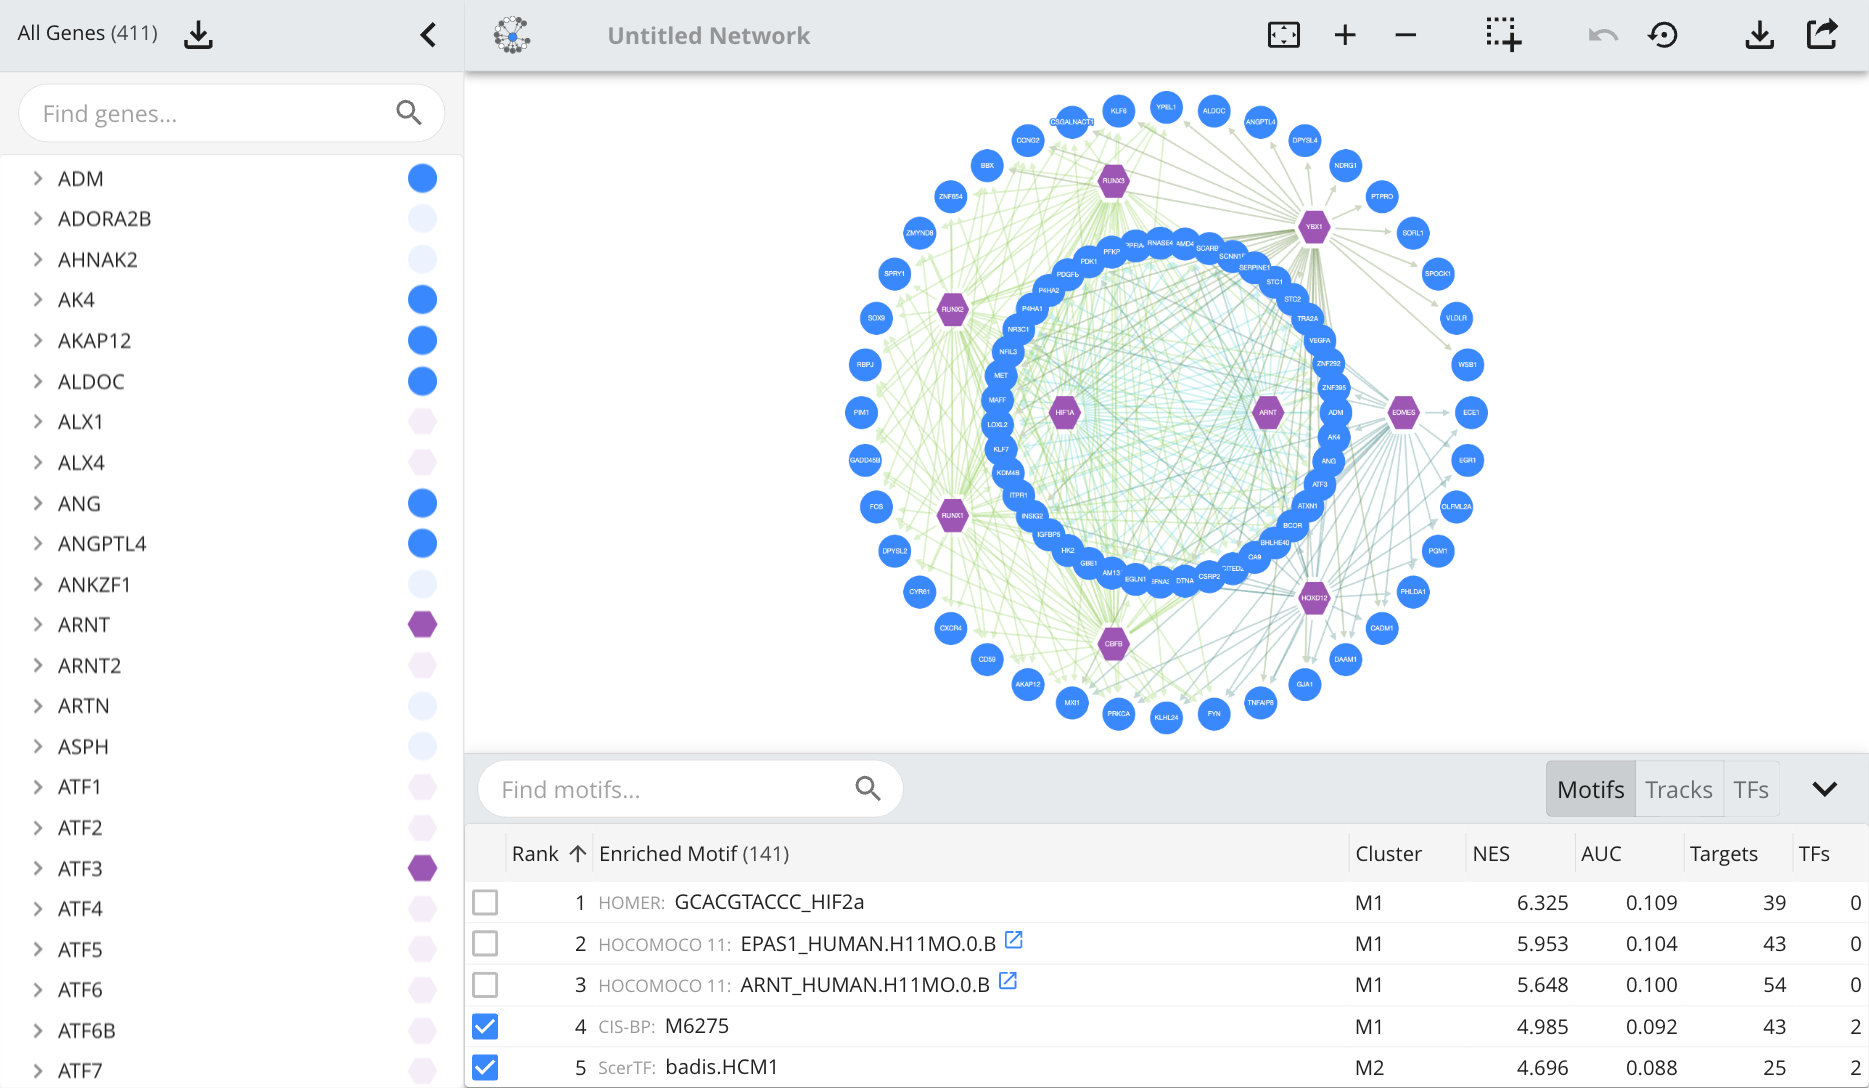 All Genes (411)
Untitled Network
Find genes...
ADM
ADORA2B
AHNAK2
AK4
AKAP12
ALDOC
ALX1
ALX4
ANG
ANGPTL4
ANKZF1
ARNT
ARNT2
ARTN
ASPH
ATF1
ATF2
ATF3
ATF4
ATF5
ATF6
ATF6B
ATF7
YPEL1
KLF6
ALDOC
CSGALNACT1
ANGPTL4
CCNG2
DPYSL4
BBX
NDRG1
RUNX3
ZNF654
PTPRO
YBX1
ZMYND8
SORL1
RNASE4
SCARB
PFKP
SCNN1
PDK1
SERPINE1
SPRY1
PDGFB
SPOCK1
STC1
P4HA2
STC2
RUNX2
P4HA1
SOX9
TRA2A
VLDLR
NR3C1
VEGFA
NFIL3
RBPJ
ZNF292
WSB1
MET
ZNF395
MAFF
PIM1
HIF1A
ARNT
ADM
EOMES
ECE1
LOXL2
AK4
KLF7
GADD45B
ANG
EGR1
KDM4B
ATF3
ITPR1
FOS
ATXN1
OLFML2A
RUNX1
INSIG2
BCOR
IGFBP5
BHLHE40
DPYSL2
HK2
CA9
PGM1
GBE1
CITED2
AM13
EGLN1
EFNA3
DTNA
CSRP2
CYR61
HOXD12
PHLDA1
CXCR4
CADM1
CBFB
CD59
DAAM1
AKAP12
GJA1
MXI1
TNFAIP8
PRKCA
KLHL24
FYN
Find motifs...
Motifs Tracks TFs
Rank Enriched Motif (141) Cluster NES AUC Targets TFs
1 HOMER: GCACGTACCC_HIF2a M1 6.325 0.109 39 0
2 HOCOMOCO 11: EPAS1_HUMAN.H11MO.0.B M1 5.953 0.104 43 0
3 HOCOMOCO 11: ARNT_HUMAN.H11MO.0.B M1 5.648 0.100 54 0
4 CIS-BP: M6275 M1 4.985 0.092 43 2
5 ScerTF: badis.HCM1 M2 4.696 0.088 25 2